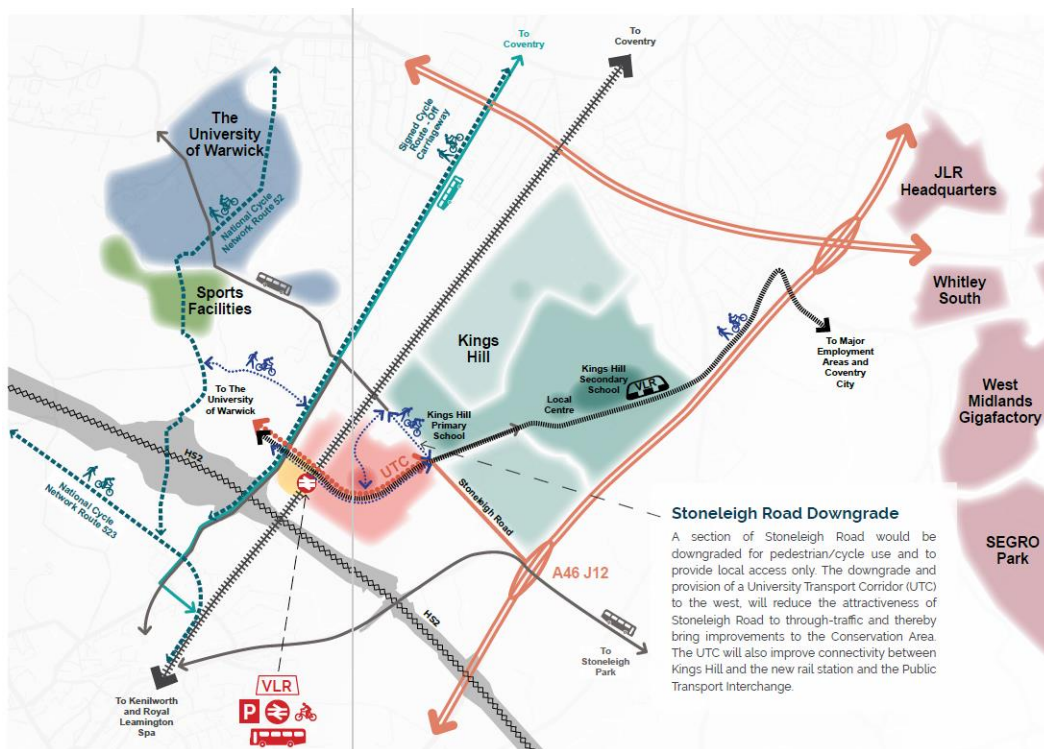 To
Coventry
To
Coventry
The
University
of Warwick
Signed Cycle
Route - Off
Carriageway
JLR
Headquarters
National Cycle
Network Route 52
Sports
Facilities
Whitley
South
Kings
Hill
To Major
Employment
Areas and
Coventry
City
Kings Hill
Secondary
School
VLR
Local
Centre
West
Midlands
Gigafactory
To The
University of
Warwick
Kings Hill
Primary
School
HS2
UTC
National Cycle
Network Route 523
Stoneleigh Road
Stoneleigh Road Downgrade
A section of Stoneleigh Road would be
downgraded for pedestrian/cycle use and to
provide local access only. The downgrade and
provision of a University Transport Corridor (UTC)
to the west, will reduce the attractiveness of
Stoneleigh Road to through-traffic and thereby
bring improvements to the Conservation Area.
The UTC will also improve connectivity between
Kings Hill and the new rail station and the Public
Transport Interchange.
SEGRO
Park
A46 J12
HS2
To
Stoneleigh
Park
To Kenilworth
and Royal
Leamington
Spa
VLR
P